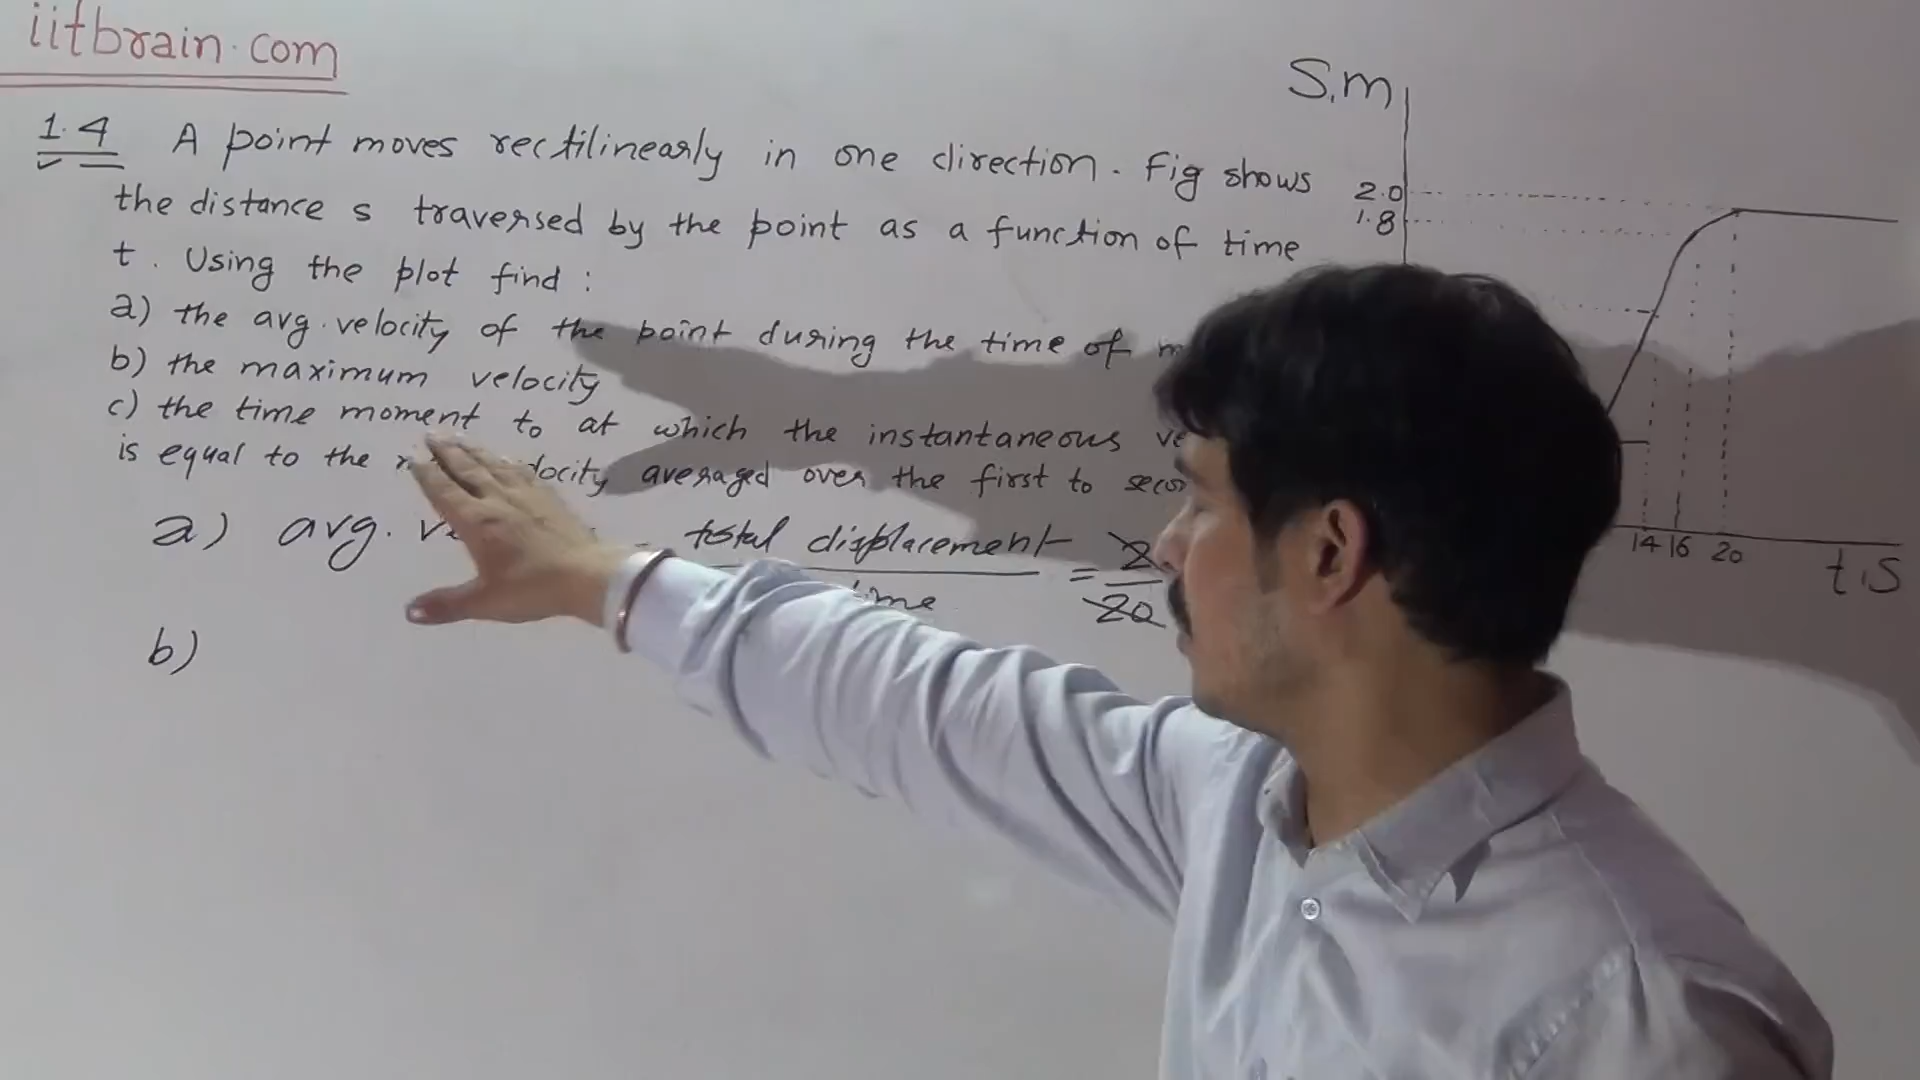 iitbrain.com
1.4 A point moves rectilinearly in one direction. Fig shows
the distance s traversed by the point as a function of time
t. Using the plot find :
a) the avg. velocity of the point during the time of
b) the maximum velocity
c) the time moment to at which the instantaneous
is equal to the averaged over the first to
a) avg. = total displacement = 2
20
b)
S,m
2.0
1.8
14 16 20
t,s